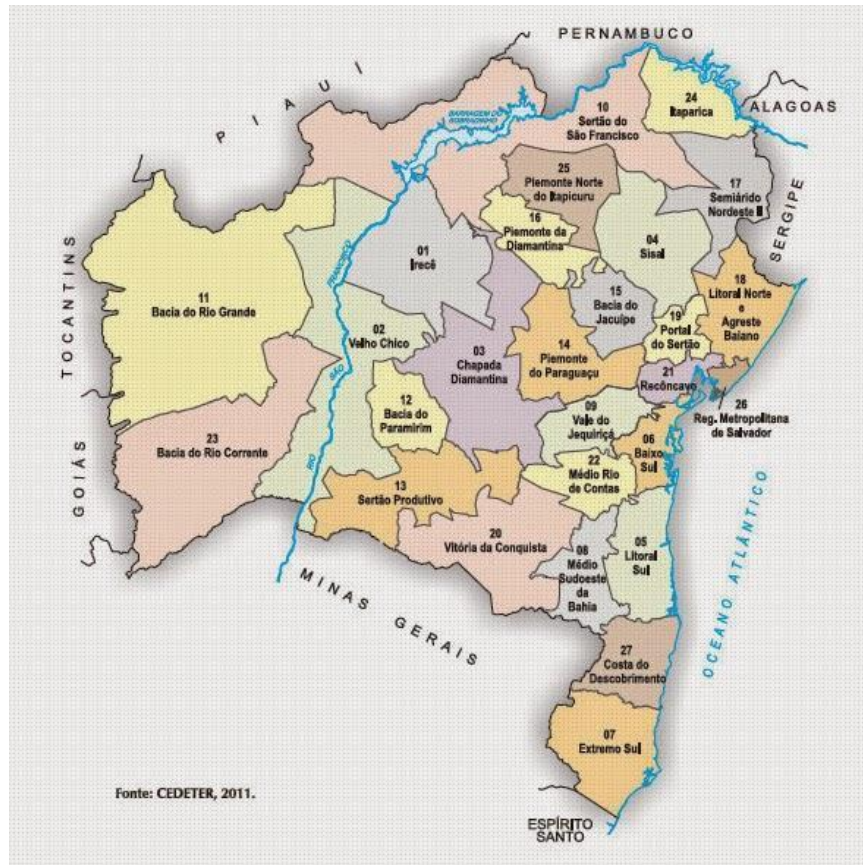 PERNAMBUCO
PIAUÍ
ALAGOAS
SERGIPE
TOCANTINS
GOIÁS
MINAS GERAIS
ESPÍRITO
SANTO
OCEANO ATLÂNTICO
BARRAGEM DO
SOBRADINHO
RIO SÃO FRANCISCO
24
Itaparica
10
Sertão do
São Francisco
25
Piemonte Norte
do Itapicuru
17
Semiárido
Nordeste II
16
Piemonte da
Diamantina
04
Sisal
01
Irecê
11
Bacia do Rio Grande
15
Bacia do
Jacuípe
18
Litoral Norte
e
Agreste
Baiano
19
Portal
do Sertão
02
Velho Chico
03
Chapada
Diamantina
14
Piemonte
do Paraguaçu
21
Recôncavo
26
Reg. Metropolitana
de Salvador
12
Bacia do
Paramirim
09
Vale do
Jequiriçá
06
Baixo
Sul
23
Bacia do Rio Corrente
22
Médio Rio
de Contas
13
Sertão Produtivo
20
Vitória da Conquista
08
Médio
Sudoeste
da
Bahia
05
Litoral
Sul
27
Costa do
Descobrimento
07
Extremo Sul
Fonte: CEDETER, 2011.